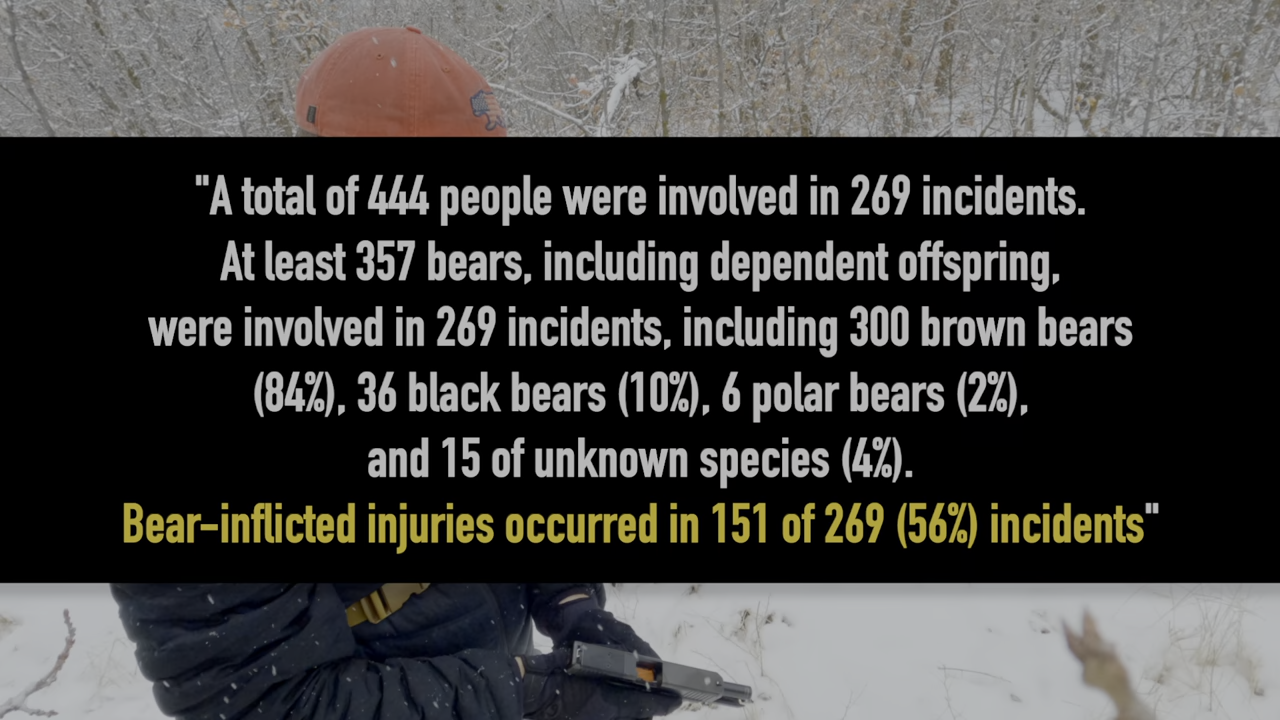 "A total of 444 people were involved in 269 incidents.
At least 357 bears, including dependent offspring,
were involved in 269 incidents, including 300 brown bears
(84%), 36 black bears (10%), 6 polar bears (2%),
and 15 of unknown species (4%).
Bear-inflicted injuries occurred in 151 of 269 (56%) incidents"